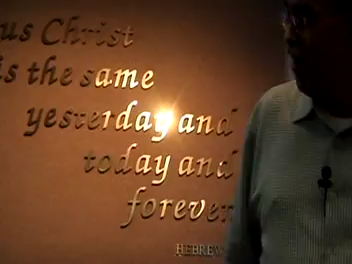 us Christ
is the same
yesterday and
today and
forever
HEBREW